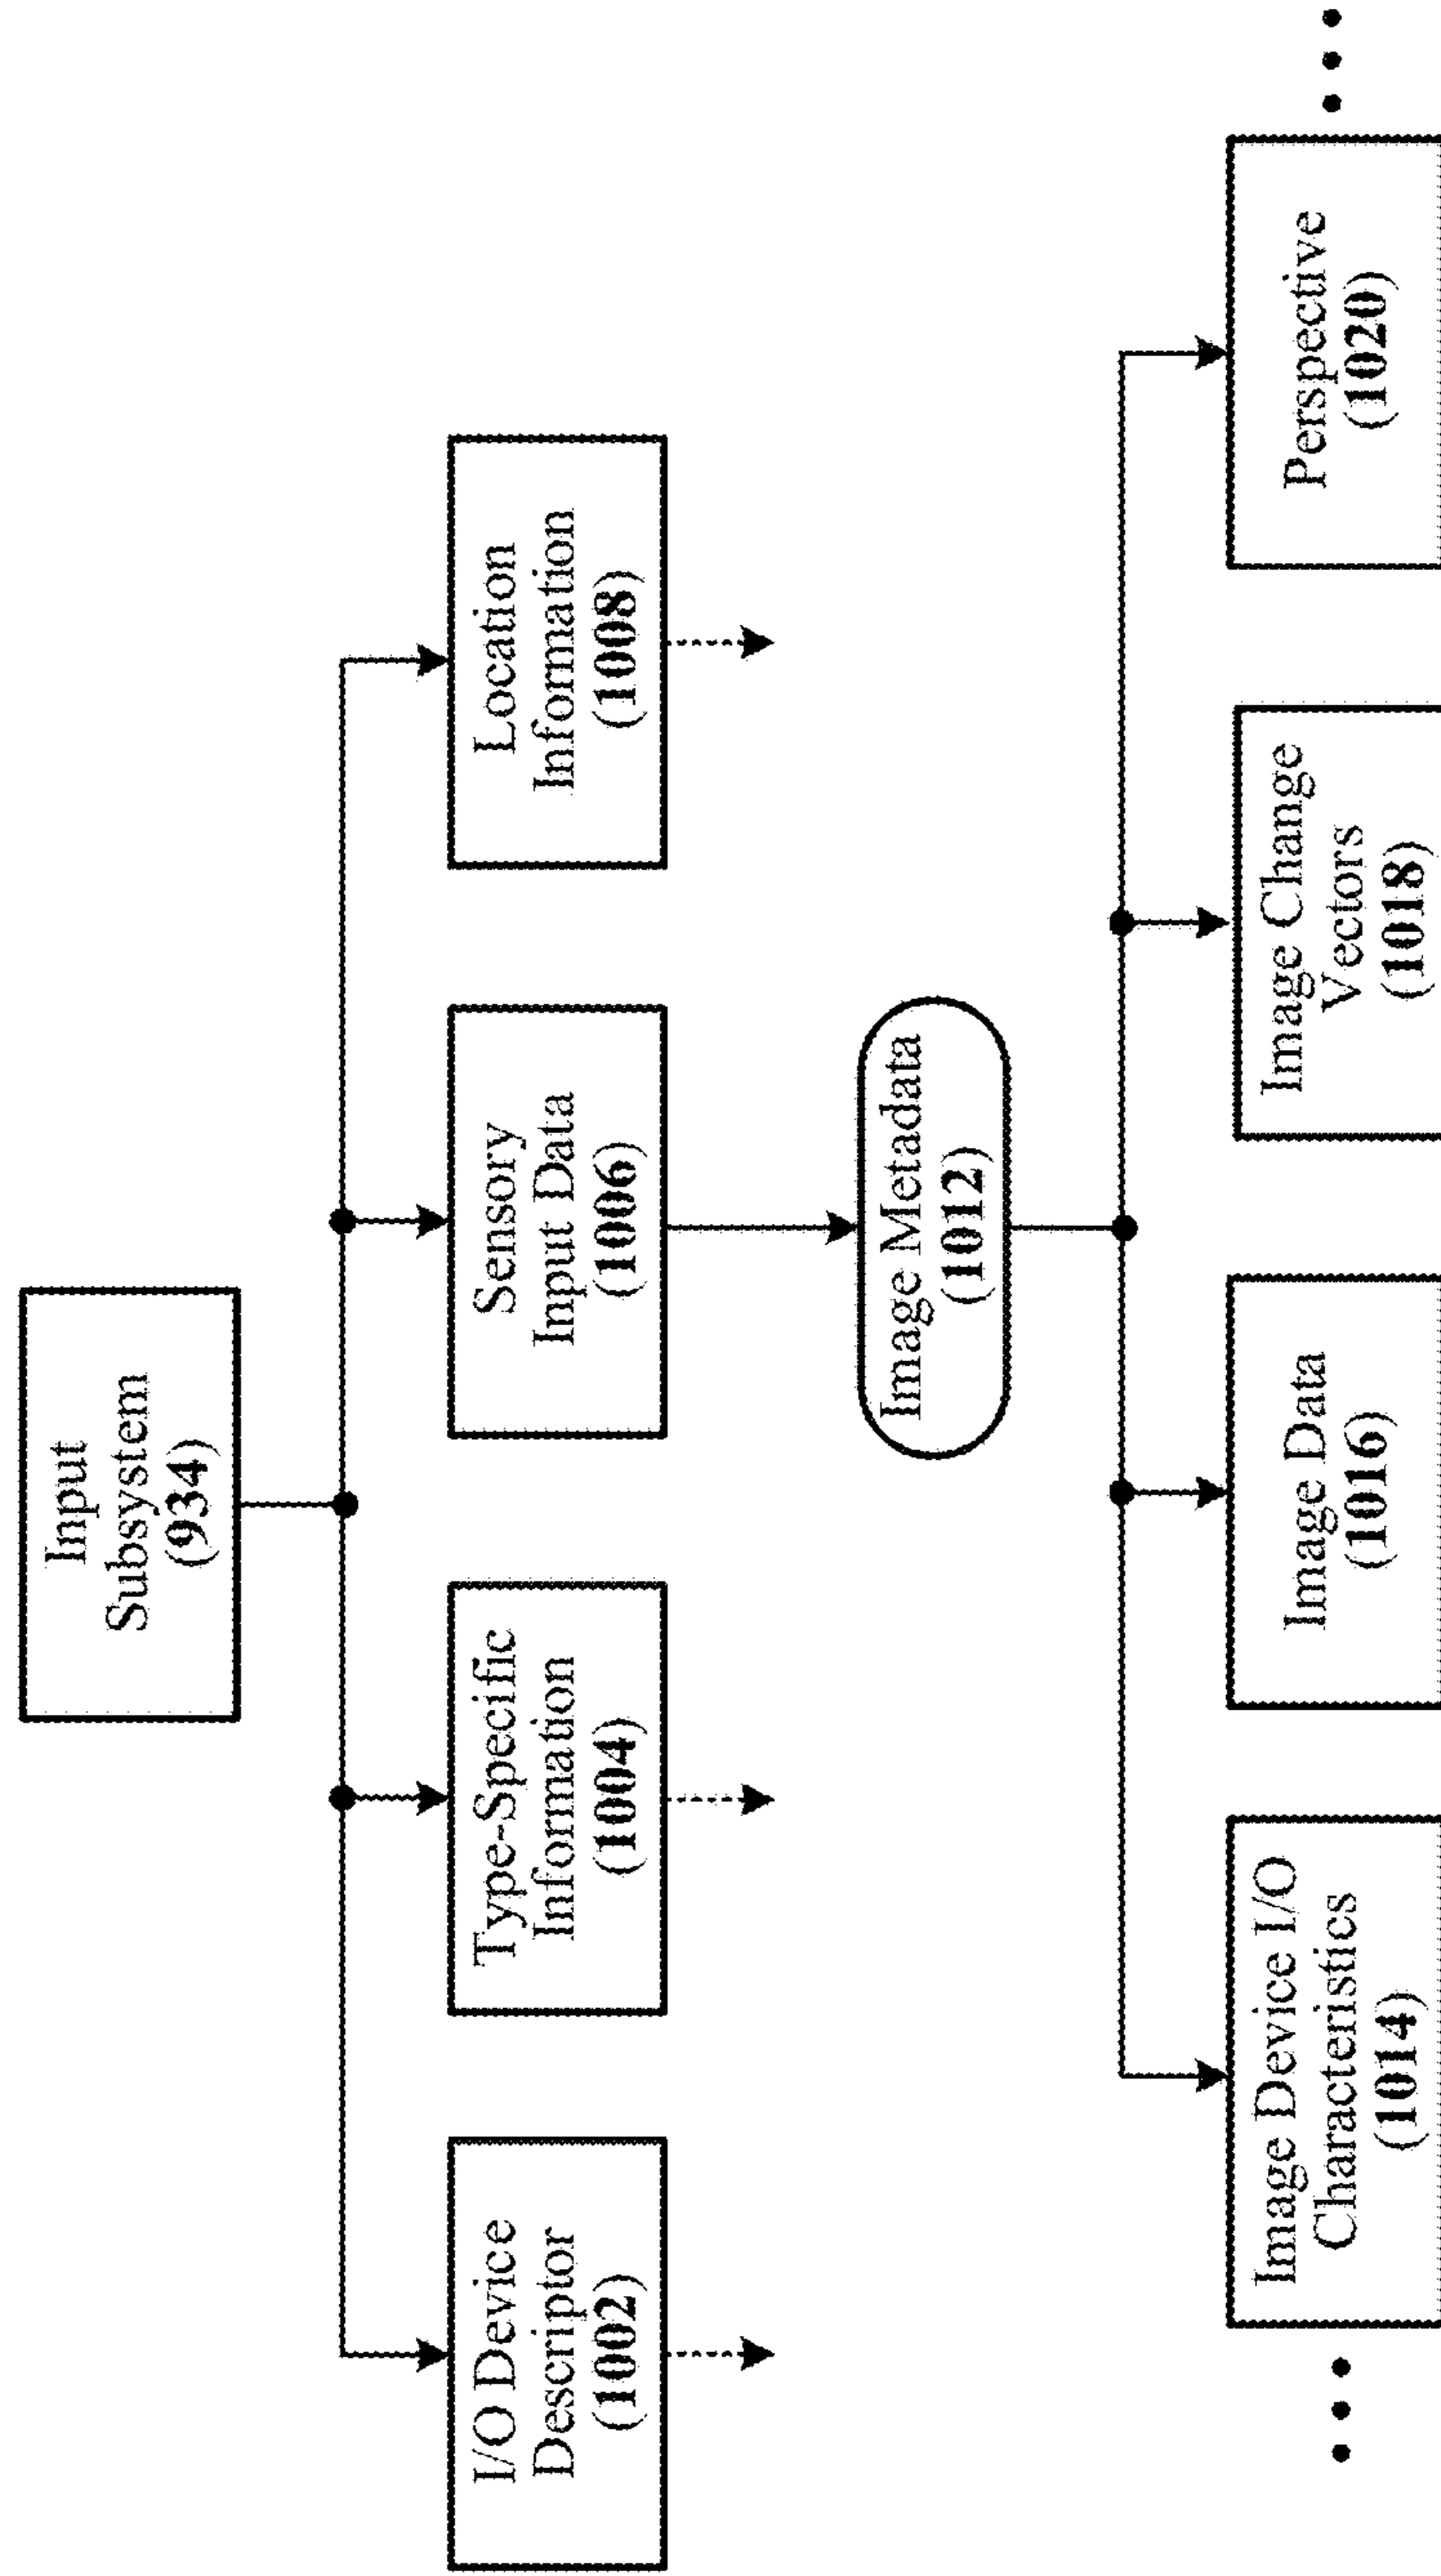 Input
Subsystem
(934)
I/O Device
Descriptor
(1002)
Type-Specific
Information
(1004)
Sensory
Input Data
(1006)
Location
Information
(1008)
Image Metadata
(1012)
Image Device I/O
Characteristics
(1014)
Image Data
(1016)
Image Change
Vectors
(1018)
Perspective
(1020)